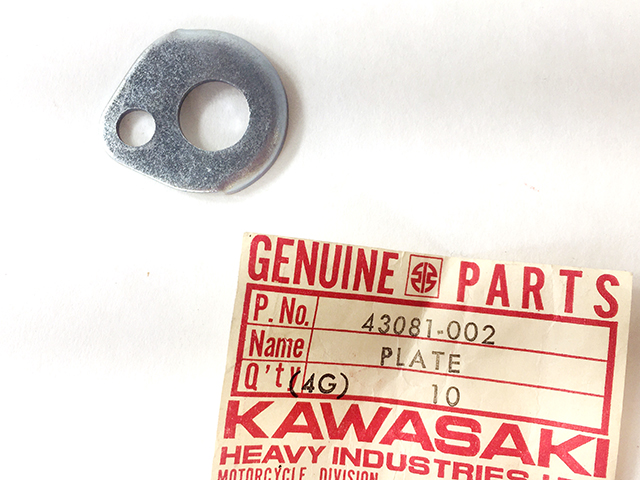 GENUINE PARTS
P. No. 43081-002
Name PLATE
Q'ty (4G) 10
KAWASAKI
HEAVY INDUSTRIES
MOTORCYCLE DIVISION